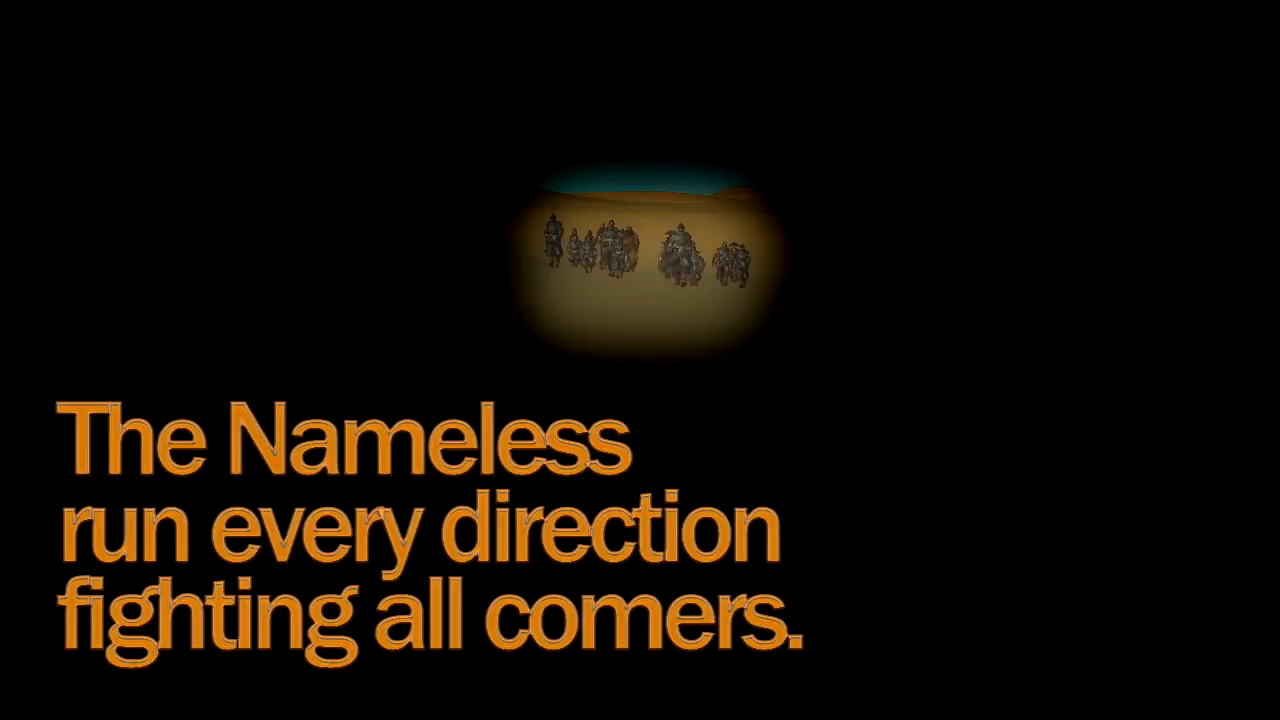 The Nameless
run every direction
fighting all comers.